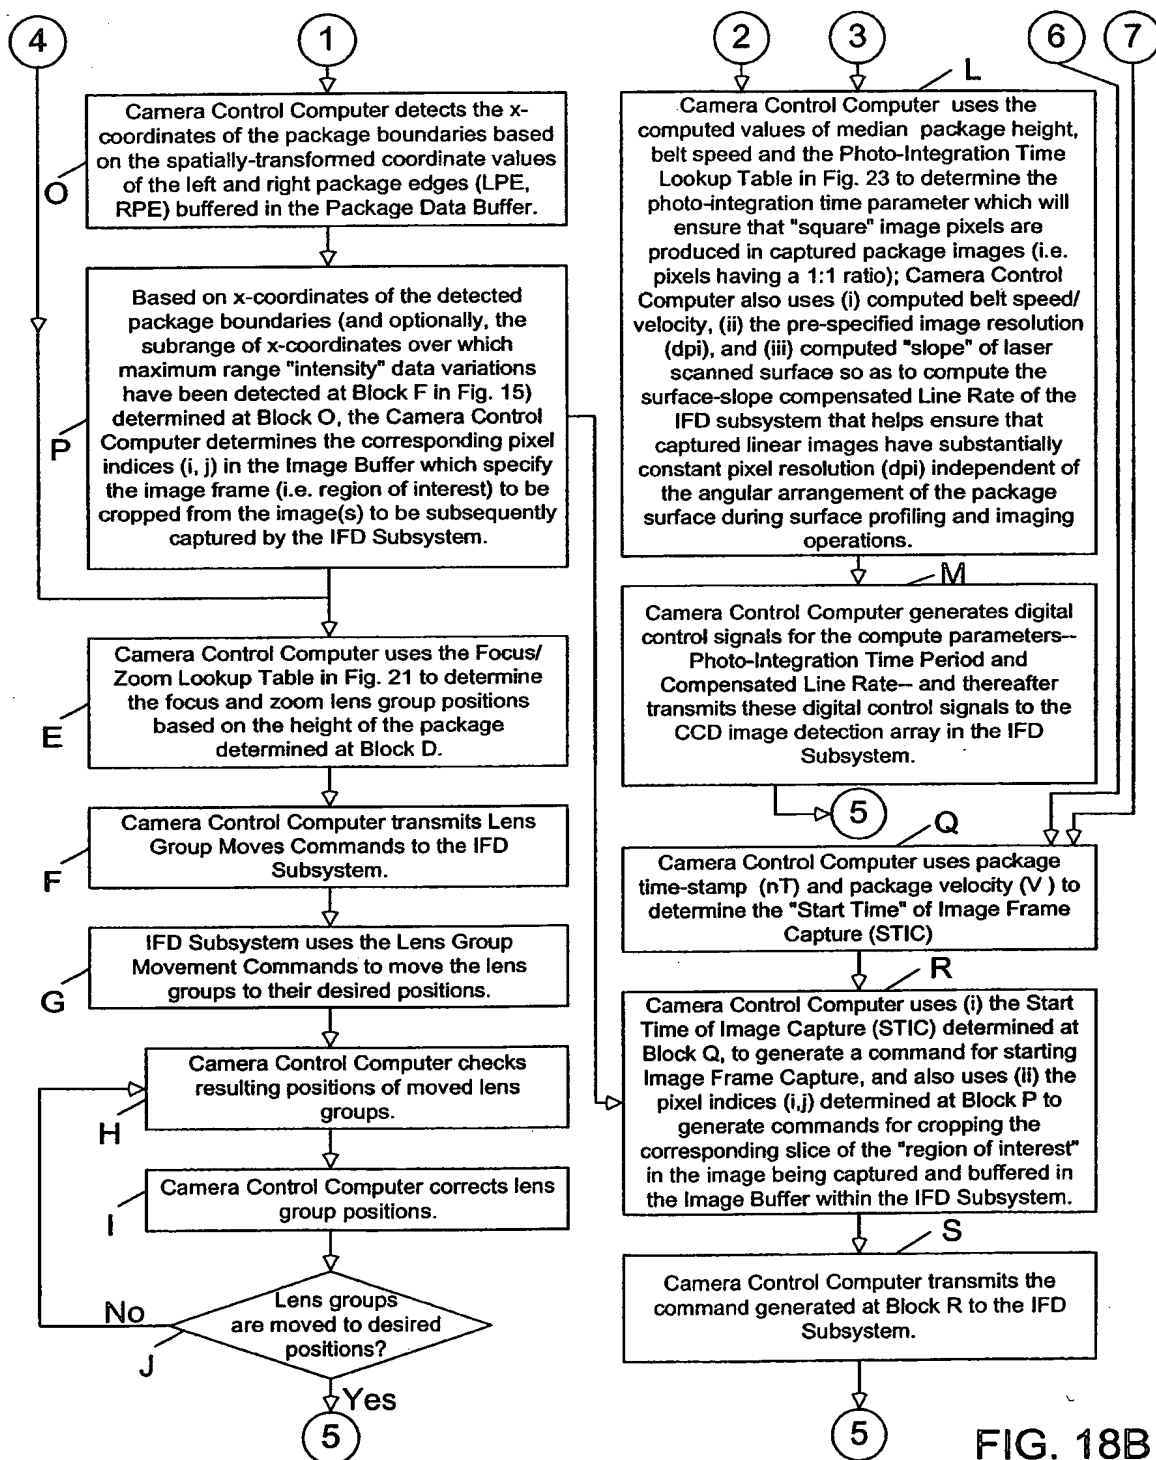 4
1
2
3
6
7
Camera Control Computer detects the x-
coordinates of the package boundaries based
on the spatially-transformed coordinate values
of the left and right package edges (LPE,
RPE) buffered in the Package Data Buffer.
O
Based on x-coordinates of the detected
package boundaries (and optionally, the
subrange of x-coordinates over which
maximum range "intensity" data variations
have been detected at Block F in Fig. 15)
determined at Block O, the Camera Control
Computer determines the corresponding pixel
indices (i, j) in the Image Buffer which specify
the image frame (i.e. region of interest) to be
cropped from the image(s) to be subsequently
captured by the IFD Subsystem.
P
Camera Control Computer uses the Focus/
Zoom Lookup Table in Fig. 21 to determine
the focus and zoom lens group positions
based on the height of the package
determined at Block D.
E
Camera Control Computer transmits Lens
Group Moves Commands to the IFD
Subsystem.
F
IFD Subsystem uses the Lens Group
Movement Commands to move the lens
groups to their desired positions.
G
Camera Control Computer checks
resulting positions of moved lens
groups.
H
Camera Control Computer corrects lens
group positions.
I
Lens groups
are moved to desired
positions?
No
J
Yes
5
L
Camera Control Computer uses the
computed values of median package height,
belt speed and the Photo-Integration Time
Lookup Table in Fig. 23 to determine the
photo-integration time parameter which will
ensure that "square" image pixels are
produced in captured package images (i.e.
pixels having a 1:1 ratio); Camera Control
Computer also uses (i) computed belt speed/
velocity, (ii) the pre-specified image resolution
(dpi), and (iii) computed "slope" of laser
scanned surface so as to compute the
surface-slope compensated Line Rate of the
IFD subsystem that helps ensure that
captured linear images have substantially
constant pixel resolution (dpi) independent of
the angular arrangement of the package
surface during surface profiling and imaging
operations.
M
Camera Control Computer generates digital
control signals for the compute parameters--
Photo-Integration Time Period and
Compensated Line Rate-- and thereafter
transmits these digital control signals to the
CCD image detection array in the IFD
Subsystem.
5
Q
Camera Control Computer uses package
time-stamp (nT) and package velocity (V ) to
determine the "Start Time" of Image Frame
Capture (STIC)
R
Camera Control Computer uses (i) the Start
Time of Image Capture (STIC) determined at
Block Q, to generate a command for starting
Image Frame Capture, and also uses (ii) the
pixel indices (i,j) determined at Block P to
generate commands for cropping the
corresponding slice of the "region of interest"
in the image being captured and buffered in
the Image Buffer within the IFD Subsystem.
S
Camera Control Computer transmits the
command generated at Block R to the IFD
Subsystem.
5
FIG. 18B